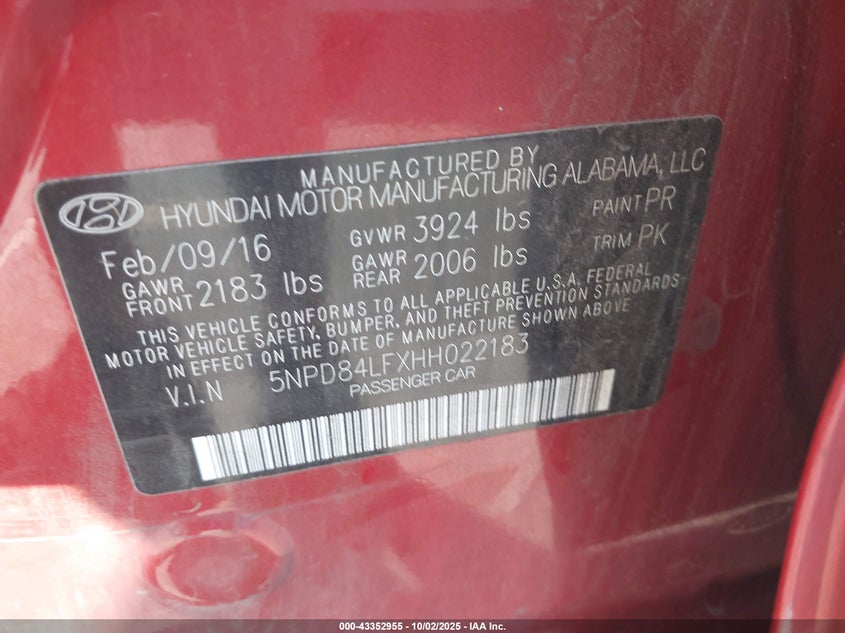 MANUFACTURED BY
HYUNDAI MOTOR MANUFACTURING ALABAMA, LLC
Feb/09/16 GVWR 3924 lbs PAINT PR
GAWR FRONT 2183 lbs GAWR REAR 2006 lbs TRIM PK
THIS VEHICLE CONFORMS TO ALL APPLICABLE U.S.A. FEDERAL
MOTOR VEHICLE SAFETY, BUMPER, AND THEFT PREVENTION STANDARDS
IN EFFECT ON THE DATE OF MANUFACTURE SHOWN ABOVE
V.I.N 5NPD84LFXHH022183
PASSENGER CAR
000-43352955 - 10/02/2025 - IAA Inc.